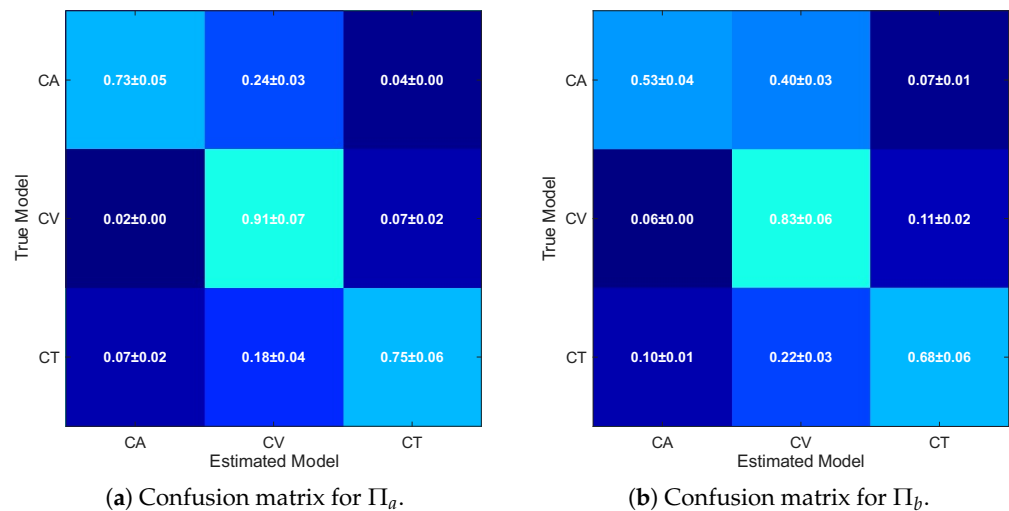 CA 0.73±0.05 0.24±0.03 0.04±0.00
CV 0.02±0.00 0.91±0.07 0.07±0.02
CT 0.07±0.02 0.18±0.04 0.75±0.06
True Model
CA CV CT
Estimated Model
(a) Confusion matrix for Πa.
CA 0.53±0.04 0.40±0.03 0.07±0.01
CV 0.06±0.00 0.83±0.06 0.11±0.02
CT 0.10±0.01 0.22±0.03 0.68±0.06
True Model
CA CV CT
Estimated Model
(b) Confusion matrix for Πb.